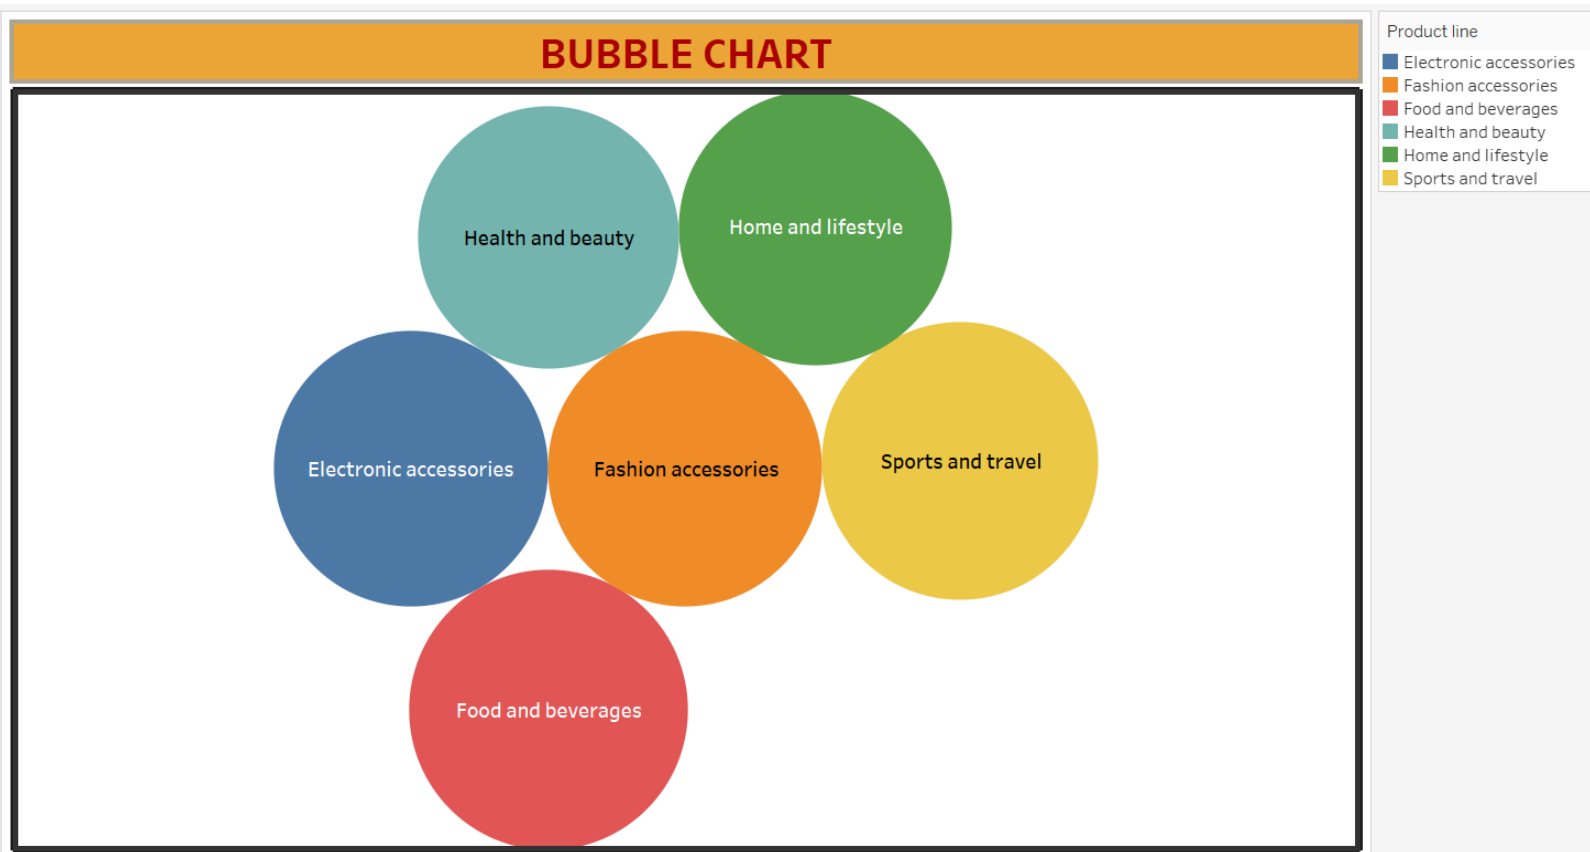 BUBBLE CHART
Product line
Electronic accessories
Fashion accessories
Food and beverages
Health and beauty
Home and lifestyle
Sports and travel
Health and beauty
Home and lifestyle
Electronic accessories
Fashion accessories
Sports and travel
Food and beverages